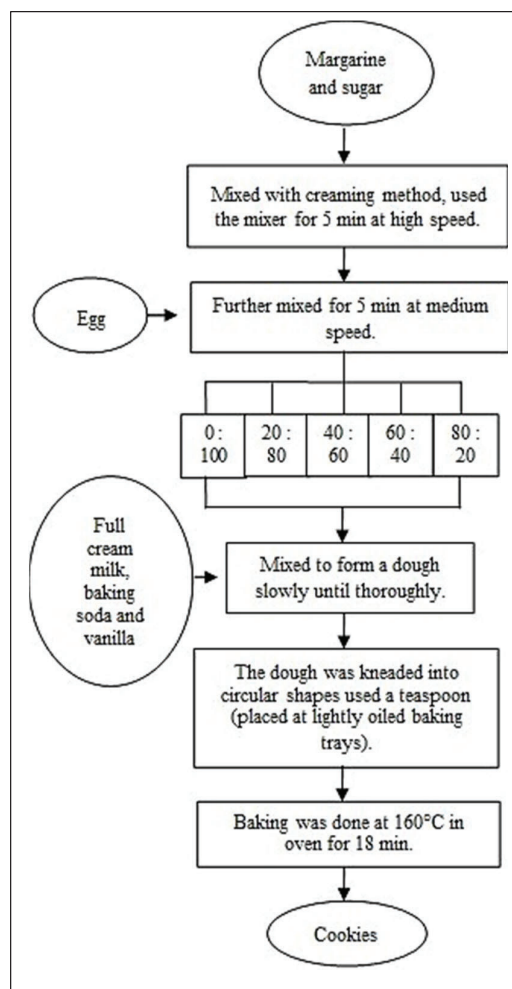 Margarine
and sugar
Mixed with creaming method, used
the mixer for 5 min at high speed.
Egg
Further mixed for 5 min at medium
speed.
0 :
100
20 :
80
40 :
60
60 :
40
80 :
20
Full
cream
milk,
baking
soda and
vanilla
Mixed to form a dough
slowly until thoroughly.
The dough was kneaded into
circular shapes used a teaspoon
(placed at lightly oiled baking
trays).
Baking was done at 160°C in
oven for 18 min.
Cookies